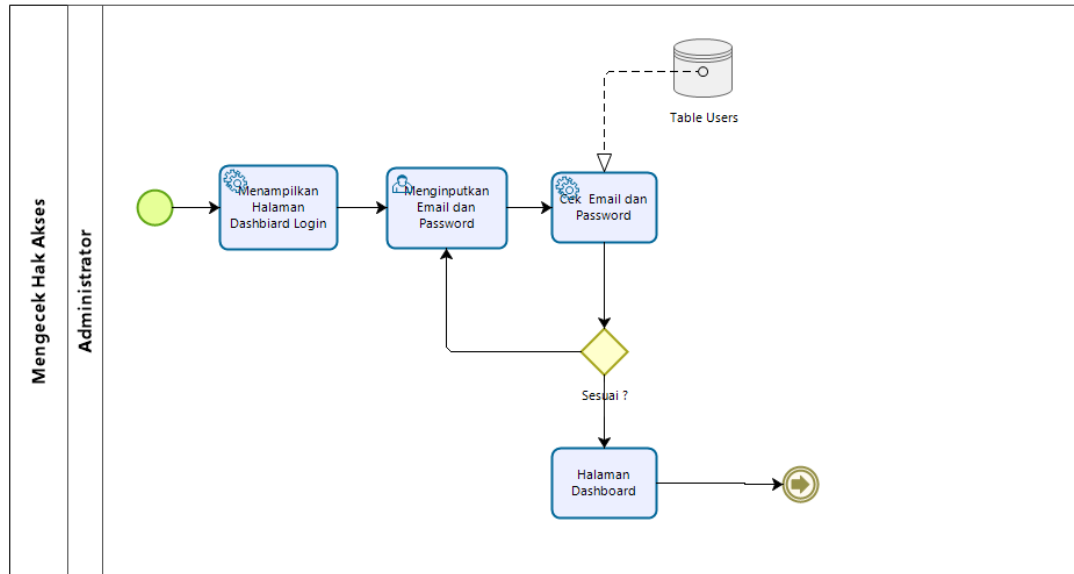 Mengecek Hak Akses
Administrator
Table Users
Menampilkan
Halaman
Dashbiard Login
Menginputkan
Email dan
Password
Cek  Email dan
Password
Sesuai ?
Halaman
Dashboard